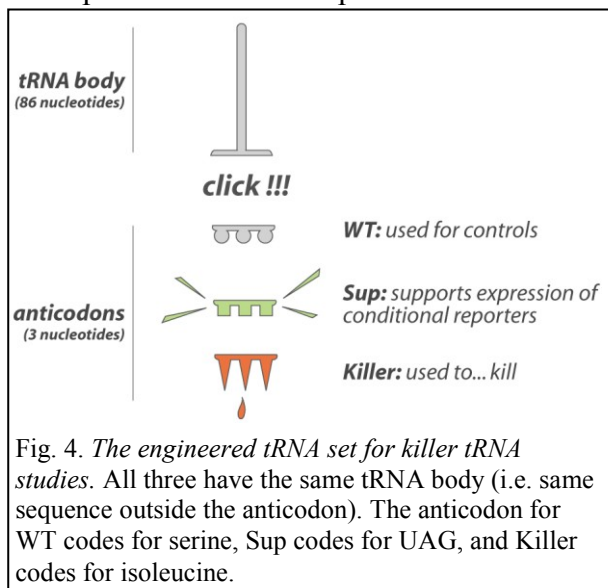 tRNA body
(86 nucleotides)
click !!!
WT: used for controls
anticodons
(3 nucleotides)
Sup: supports expression of
conditional reporters
Killer: used to... kill
Fig. 4. The engineered tRNA set for killer tRNA
studies. All three have the same tRNA body (i.e. same
sequence outside the anticodon). The anticodon for
WT codes for serine, Sup codes for UAG, and Killer
codes for isoleucine.